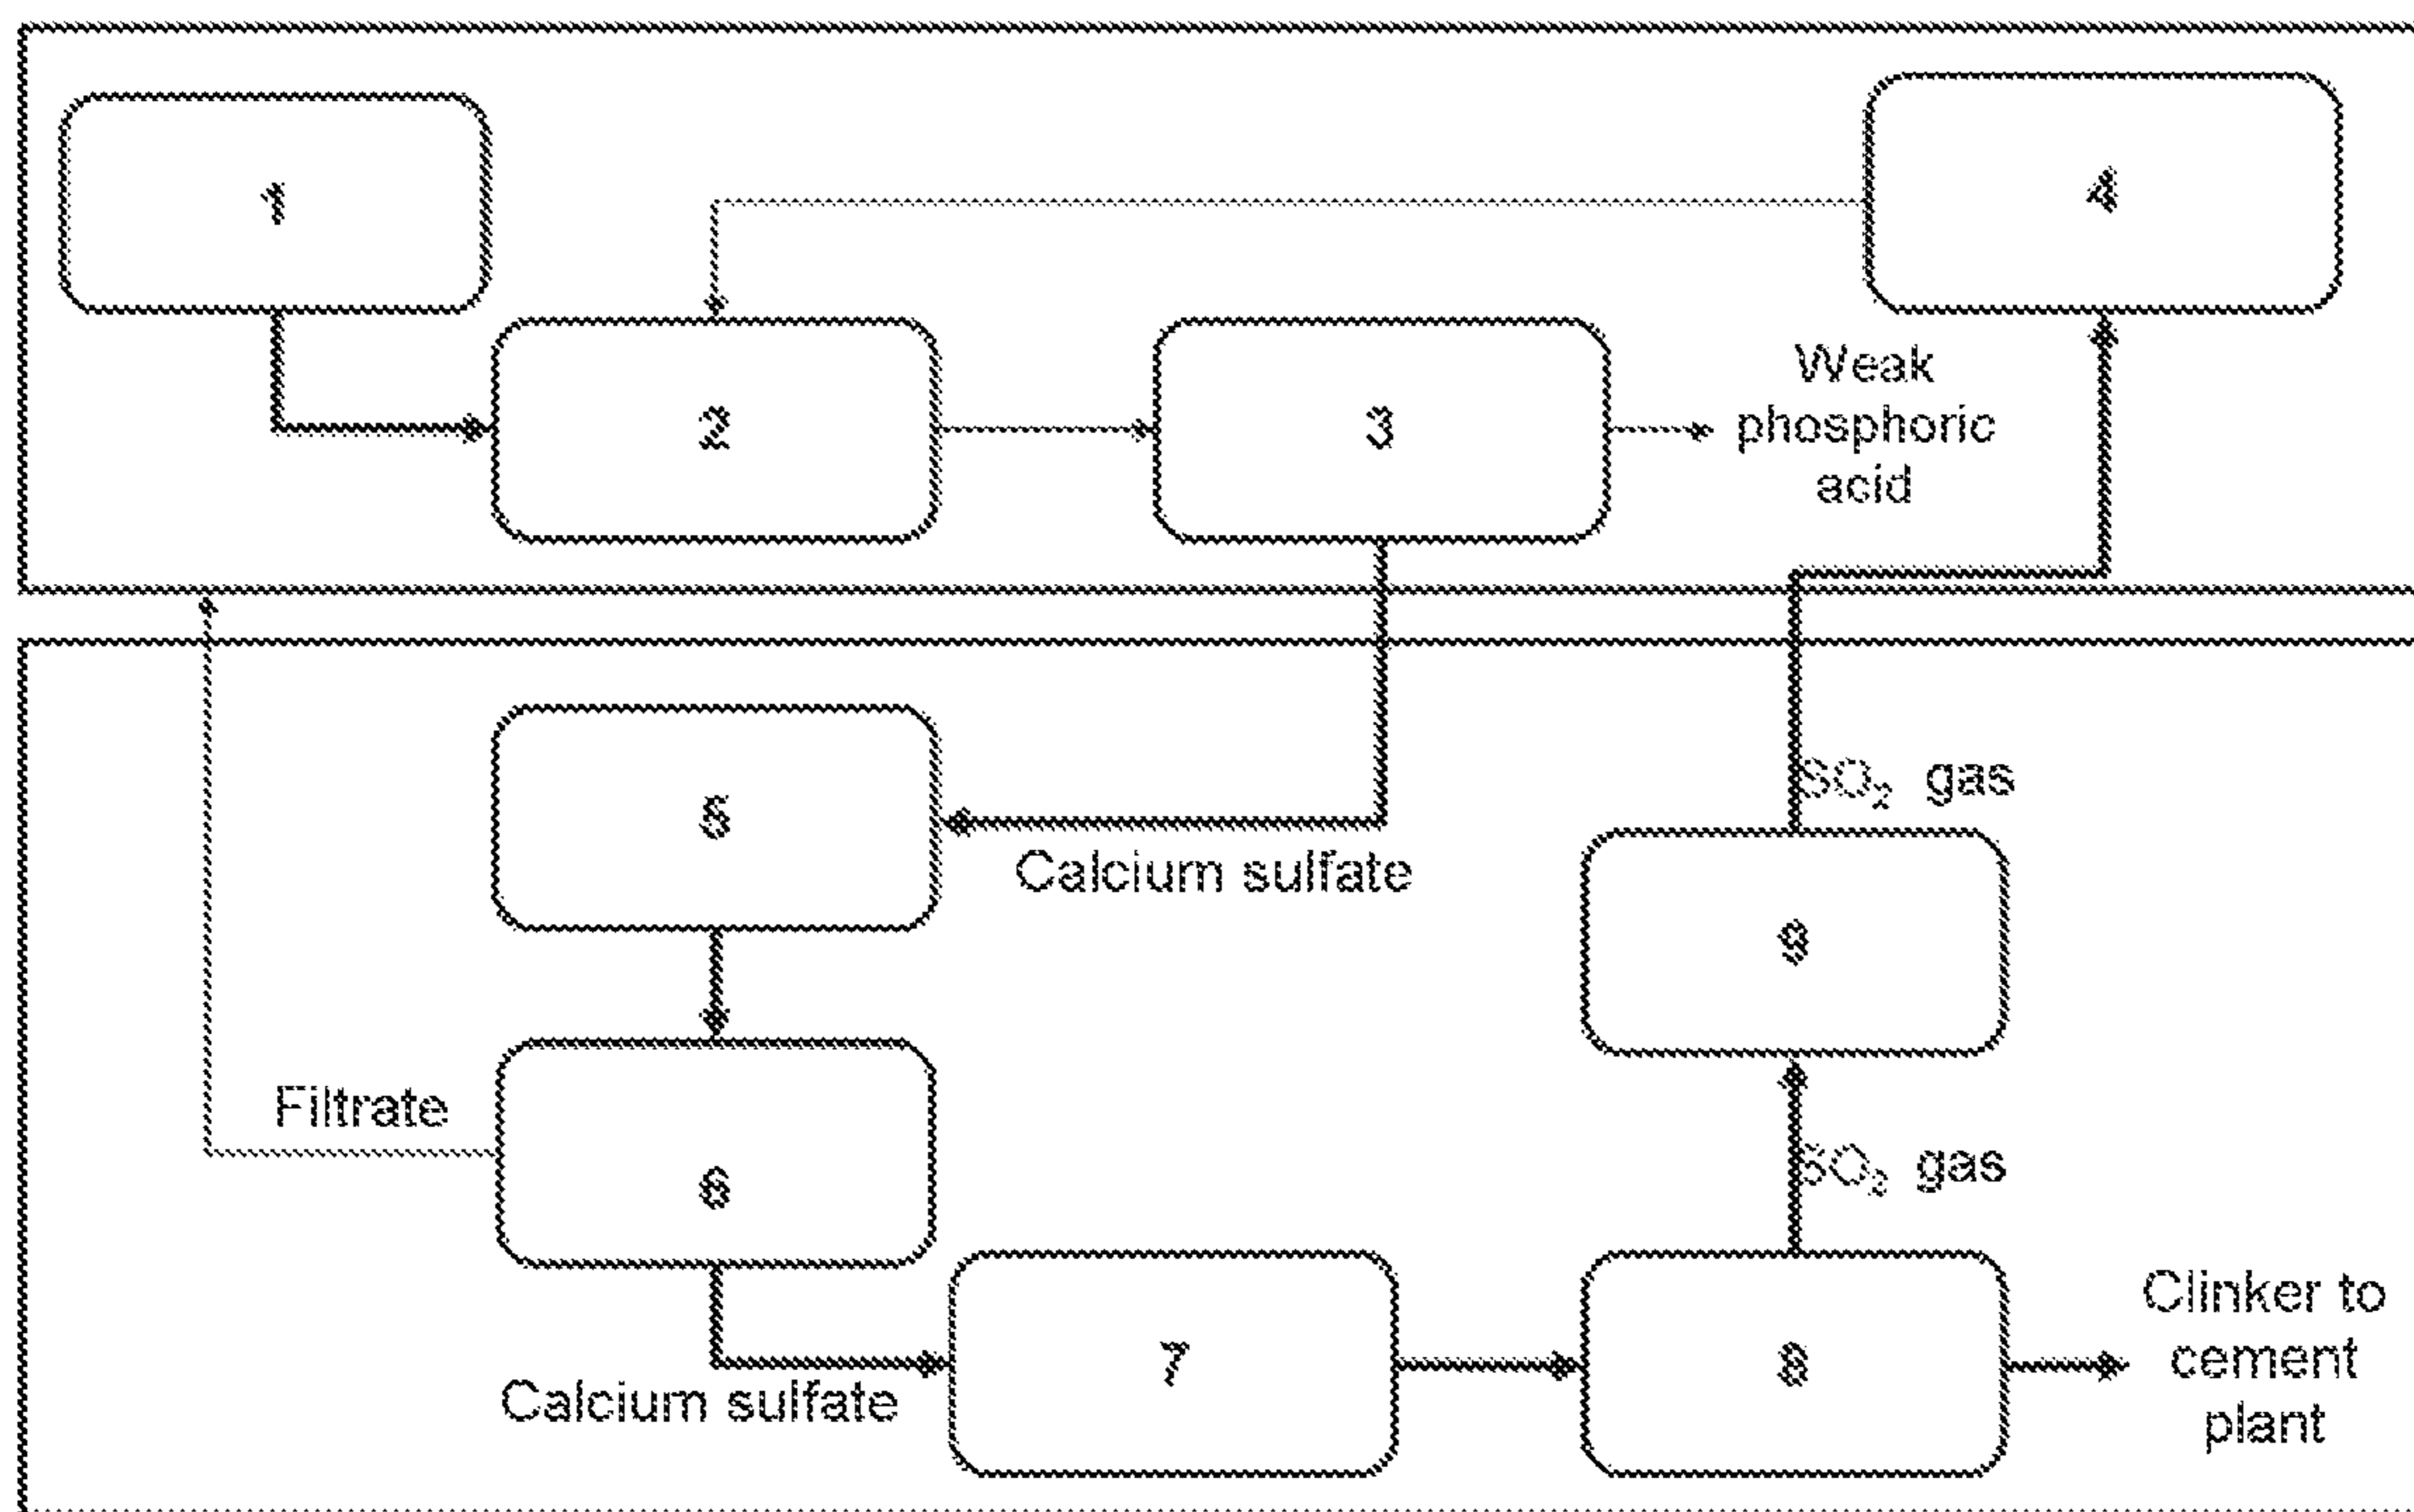 1
4
2
3
Weak
phosphoric
acid
5
Calcium sulfate
SO₂ gas
9
Filtrate
6
SO₂ gas
7
8
Clinker to
cement
plant
Calcium sulfate